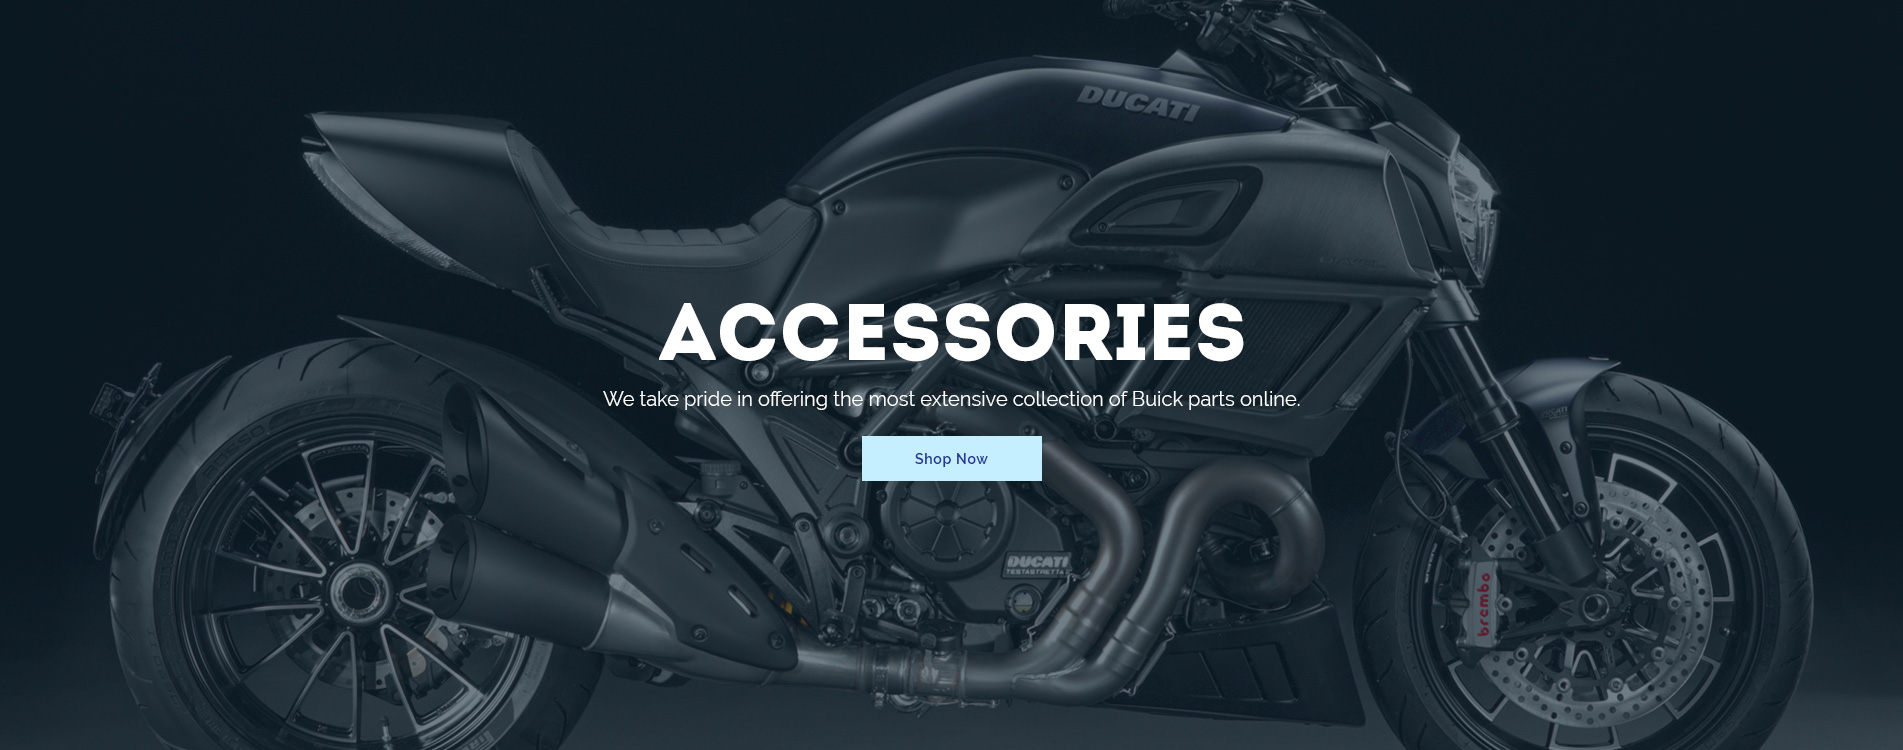 DUCATI
ACCESSORIES
We take pride in offering the most extensive collection of Buick parts online.
Shop Now
DUCATI
TESTASTRETTA
brembo